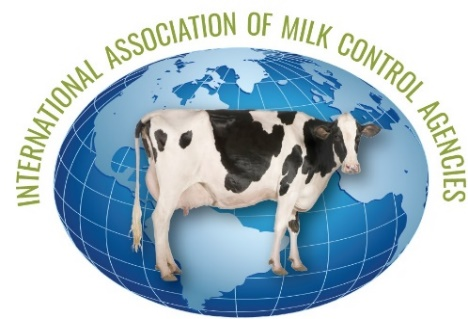 INTERNATIONAL ASSOCIATION OF MILK CONTROL AGENCIES